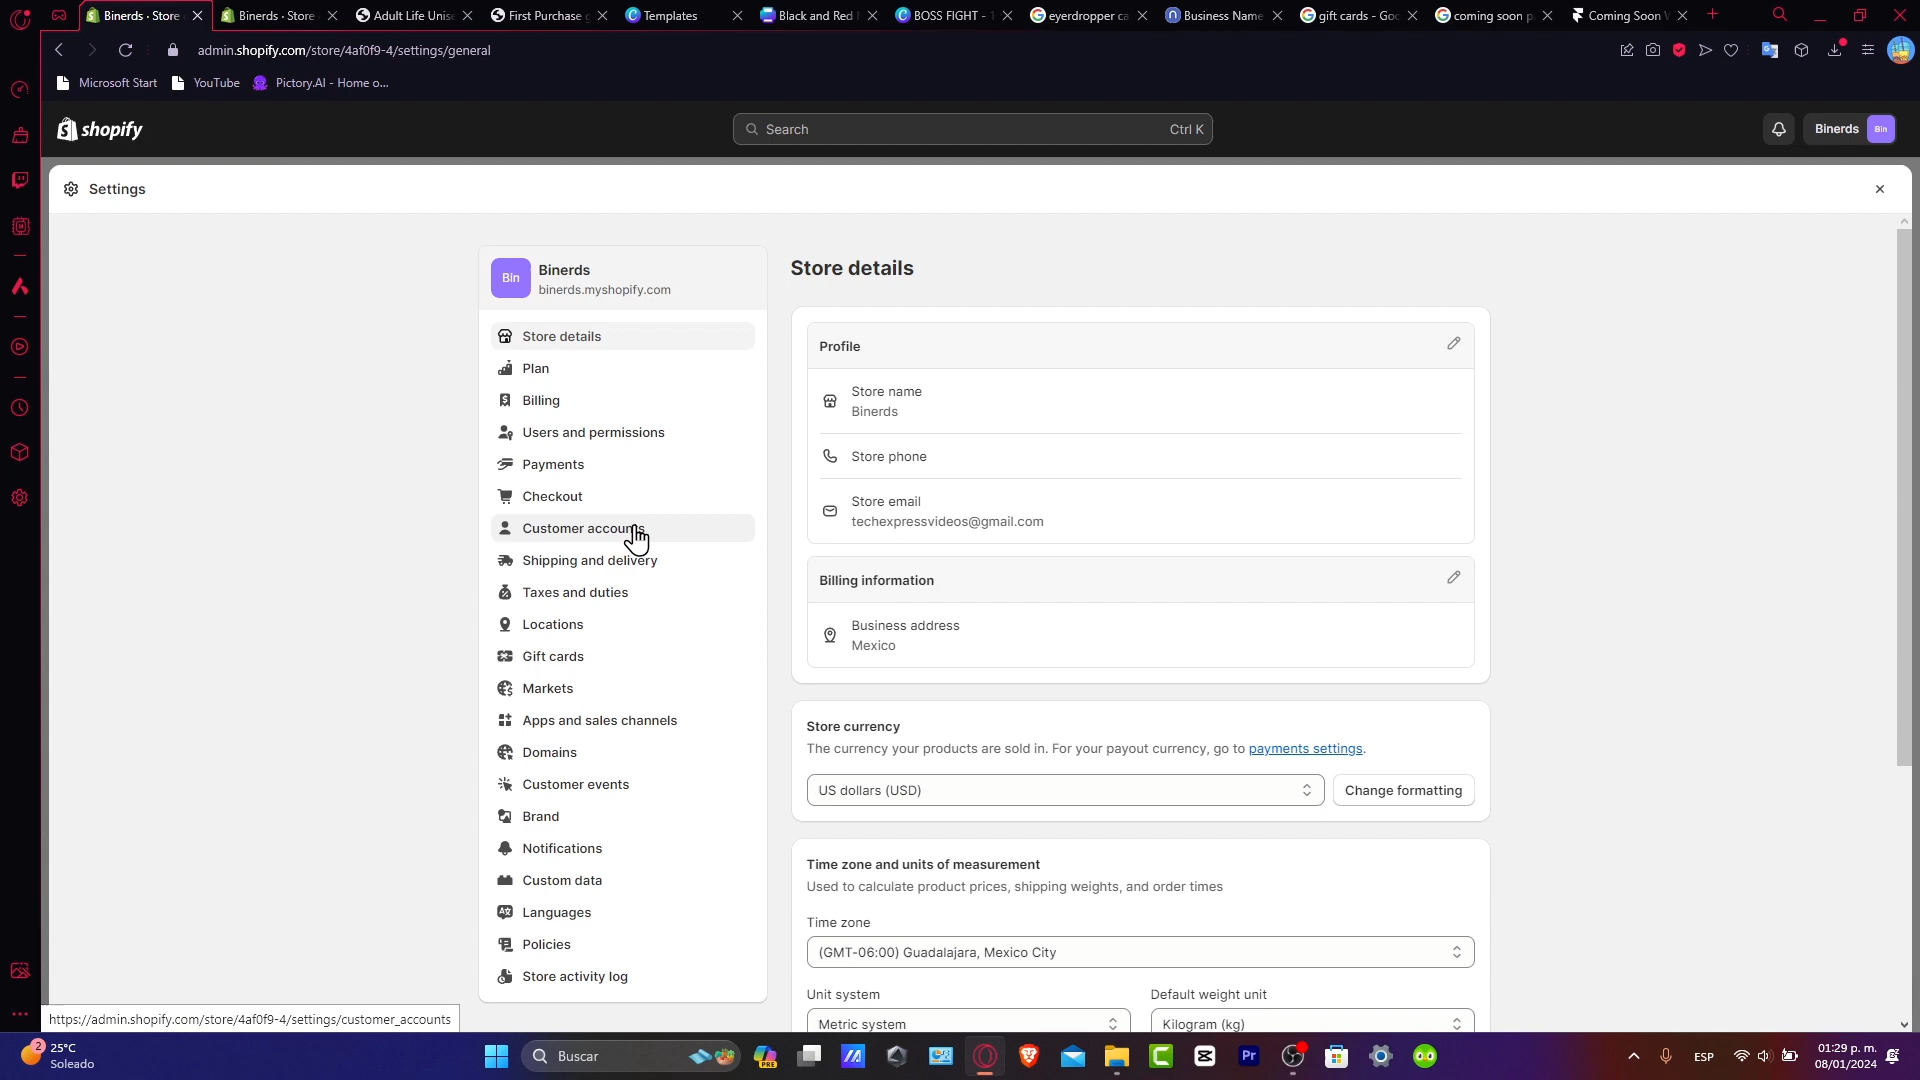 Binerds · Store
Binerds · Store
Adult Life Unis
First Purchase g
Templates
Black and Red
BOSS FIGHT - 1
eyerdropper ca
Business Name
gift cards - Goo
coming soon p
Coming Soon
admin.shopify.com/store/4af0f9-4/settings/general
Microsoft Start
YouTube
Pictory.AI - Home o...
shopify
Search
Ctrl K
Binerds
Bin
Settings
Bin
Binerds
binerds.myshopify.com
Store details
Plan
Billing
Users and permissions
Payments
Checkout
Customer accounts
Shipping and delivery
Taxes and duties
Locations
Gift cards
Markets
Apps and sales channels
Domains
Customer events
Brand
Notifications
Custom data
Languages
Policies
Store activity log
Store details
Profile
Store name
Binerds
Store phone
Store email
techexpressvideos@gmail.com
Billing information
Business address
Mexico
Store currency
The currency your products are sold in. For your payout currency, go to payments settings.
US dollars (USD)
Change formatting
Time zone and units of measurement
Used to calculate product prices, shipping weights, and order times
Time zone
(GMT-06:00) Guadalajara, Mexico City
Unit system
Default weight unit
Metric system
Kilogram (kg)
https://admin.shopify.com/store/4af0f9-4/settings/customer_accounts
2
25°C
Soleado
Buscar
PRE
Pr
ESP
01:29 p. m.
08/01/2024